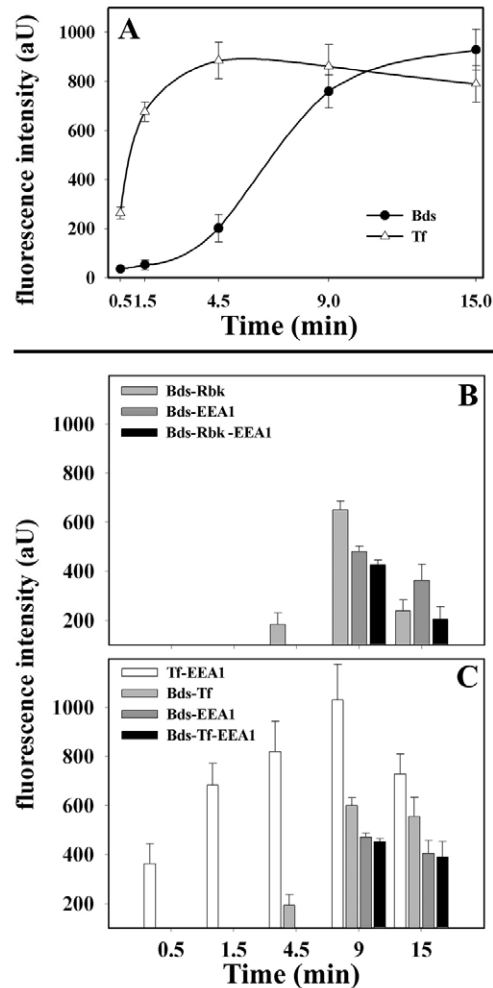 A
fluorescence intensity (aU)
1000
800
600
400
200
0
Bds
Tf
0.5 1.5 4.5 9.0 15.0
Time (min)
B
Bds-Rbk
Bds-EEA1
Bds-Rbk -EEA1
fluorescence intensity (aU)
1000
800
600
400
200
C
Tf-EEA1
Bds-Tf
Bds-EEA1
Bds-Tf-EEA1
1000
800
600
400
200
0.5 1.5 4.5 9 15
Time (min)